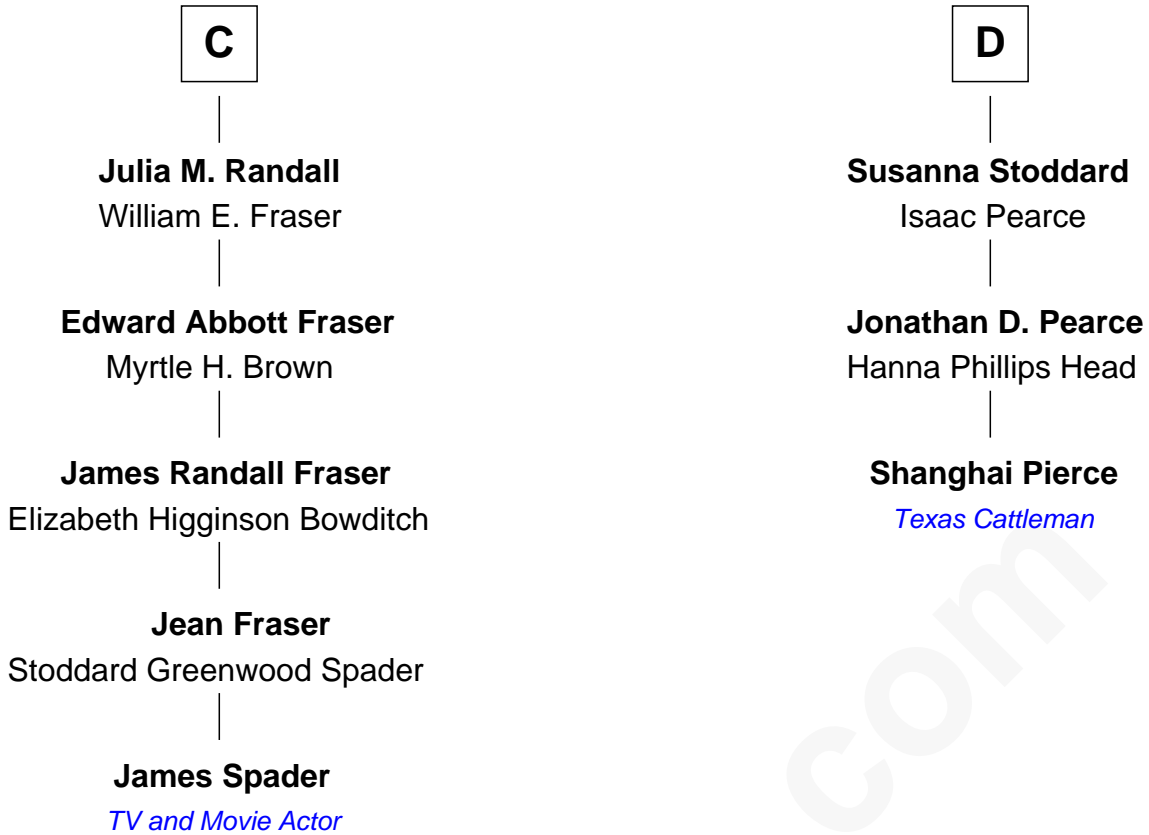 C
Julia M. Randall
William E. Fraser
Edward Abbott Fraser
Myrtle H. Brown
James Randall Fraser
Elizabeth Higginson Bowditch
Jean Fraser
Stoddard Greenwood Spader
James Spader
TV and Movie Actor
D
Susanna Stoddard
Isaac Pearce
Jonathan D. Pearce
Hanna Phillips Head
Shanghai Pierce
Texas Cattleman
com